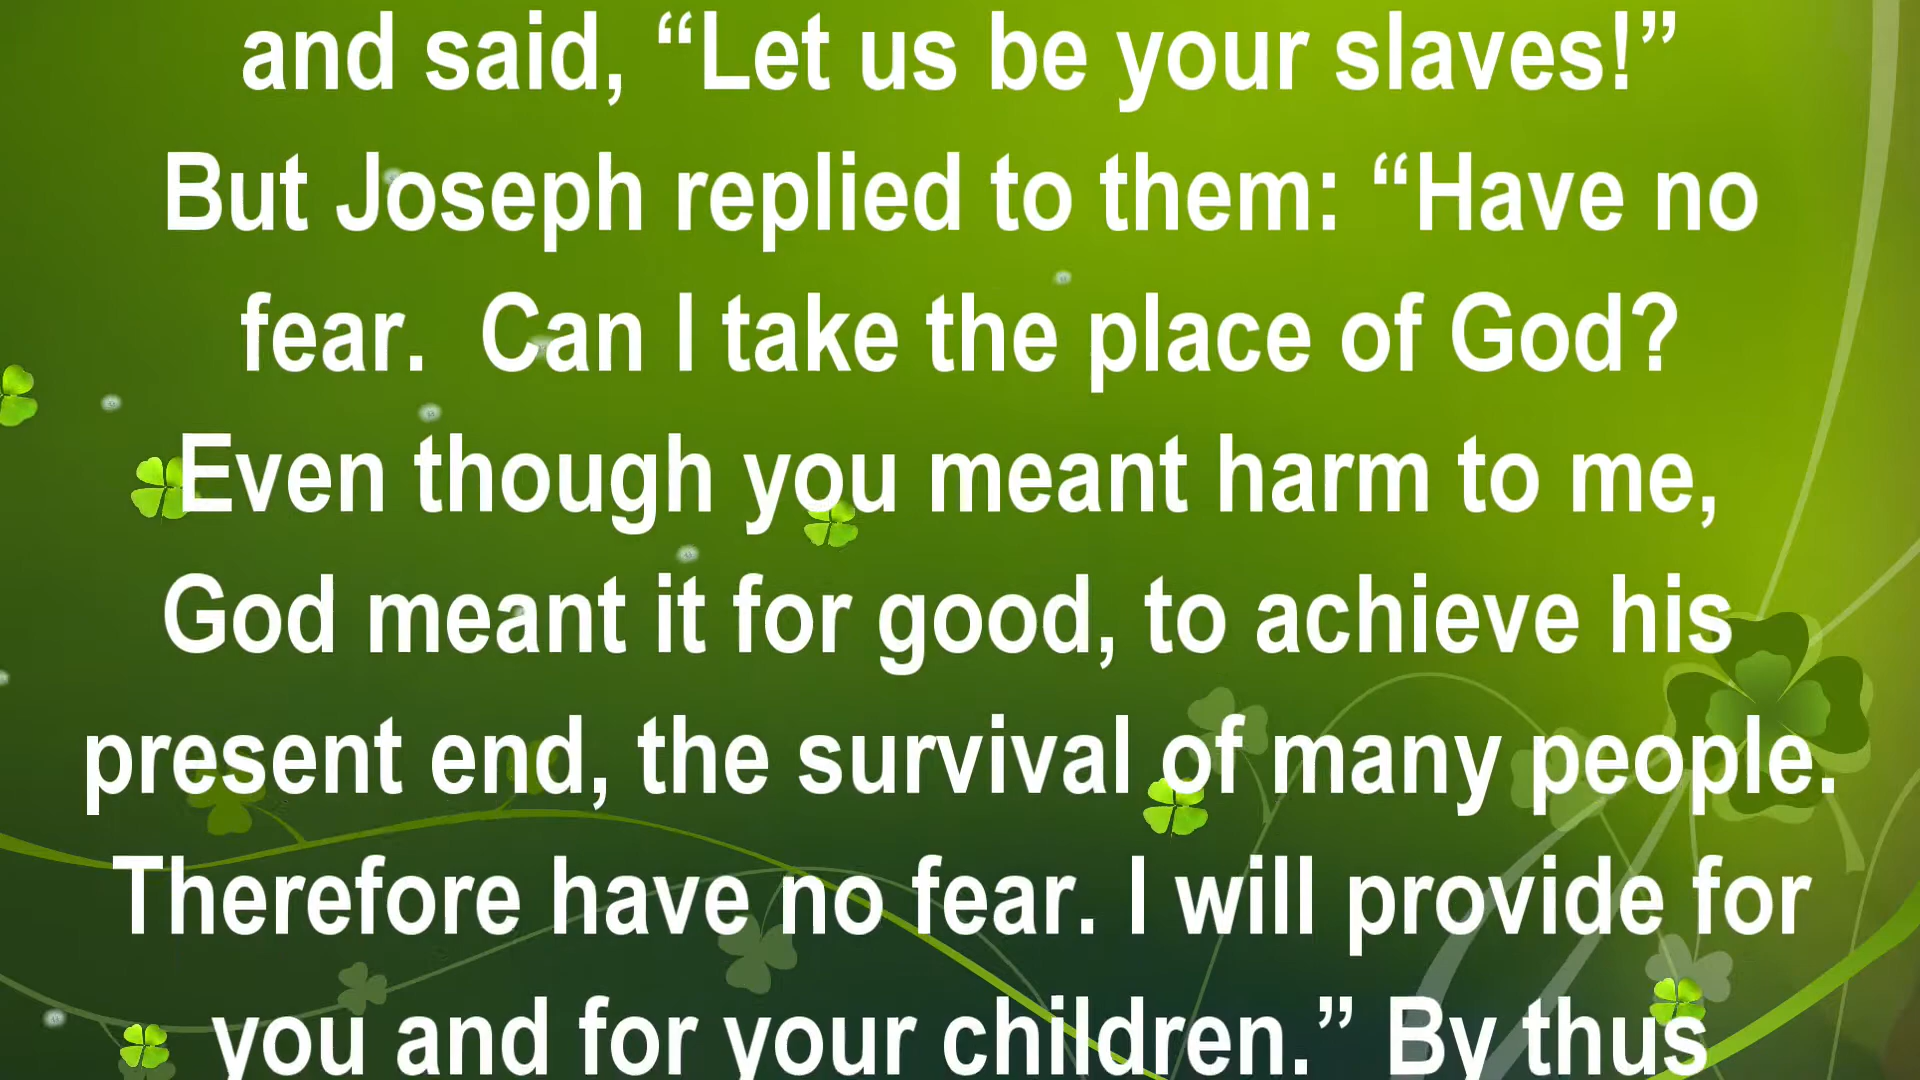 and said, “Let us be your slaves!”
But Joseph replied to them: “Have no
fear.  Can I take the place of God?
Even though you meant harm to me,
God meant it for good, to achieve his
present end, the survival of many people.
Therefore have no fear. I will provide for
you and for your children.” By thus